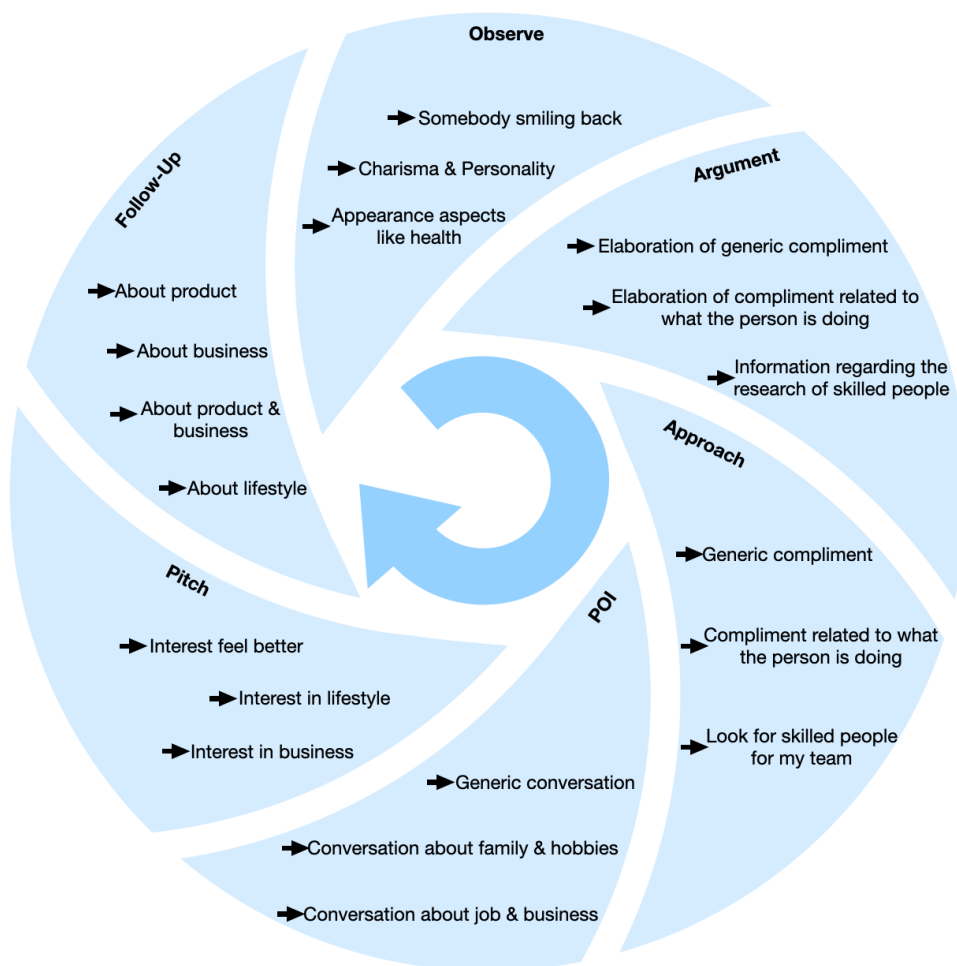 Observe
Somebody smiling back
Charisma & Personality
Appearance aspects
like health
Argument
Elaboration of generic compliment
Elaboration of compliment related to
what the person is doing
Information regarding the
research of skilled people
Approach
Generic compliment
Compliment related to what
the person is doing
Look for skilled people
for my team
POI
Generic conversation
Conversation about family & hobbies
Conversation about job & business
Pitch
Interest feel better
Interest in lifestyle
Interest in business
Follow-Up
About product
About business
About product &
business
About lifestyle